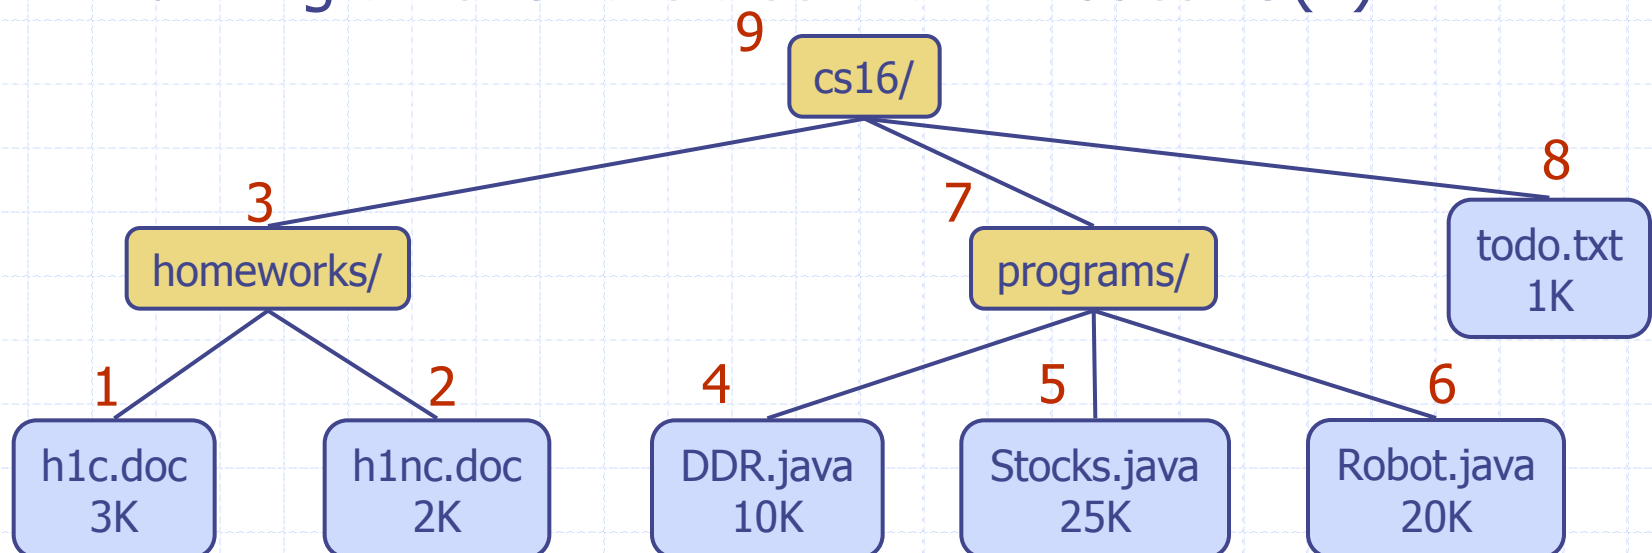 9
cs16/
8
3
7
todo.txt
1K
homeworks/
programs/
1
2
4
5
6
h1c.doc
3K
h1nc.doc
2K
DDR.java
10K
Stocks.java
25K
Robot.java
20K